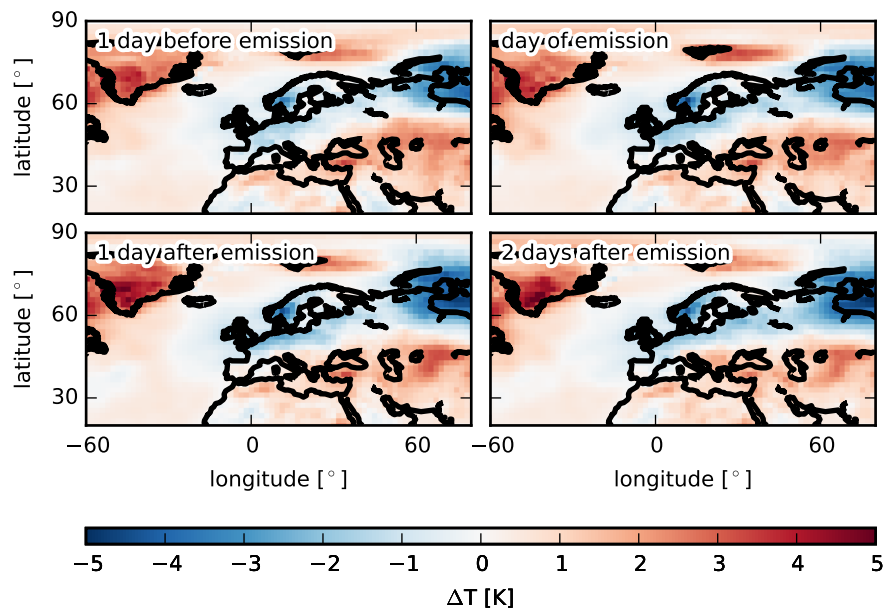 1 day before emission
day of emission
90
60
30
latitude [°]
1 day after emission
2 days after emission
90
60
30
latitude [°]
−60 0 60 −60 0 60
longitude [°] longitude [°]
−5 −4 −3 −2 −1 0 1 2 3 4 5
ΔT [K]